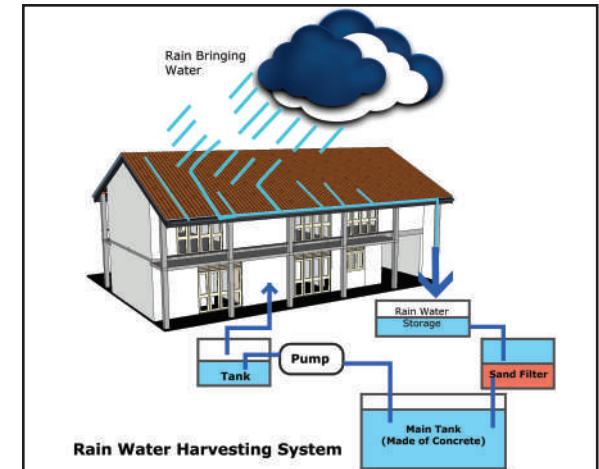 Rain Bringing
Water
Rain Water
Storage
Pump
Tank
Sand Filter
Main Tank
(Made of Concrete)
Rain Water Harvesting System